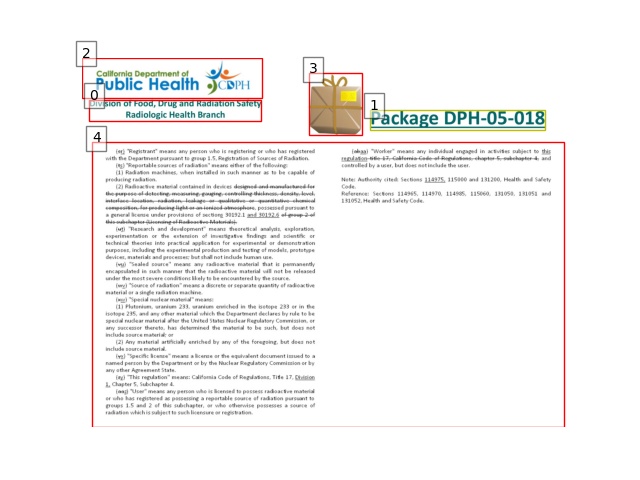 2
California Department of
Public Health
CDPH
0
Division of Food, Drug and Radiation Safety
Radiologic Health Branch
3
1
Package DPH-05-018
4
"Registrant" means any person who is registering or who has registered
with the Department pursuant to group 1.5, Registration of Sources of Radiation.
"Reportable sources of radiation" means either of the following:
(1) Radiation machines, when installed in such manner as to be capable of
producing radiation.
(2) Radioactive material contained in devices designed and manufactured for
the purpose of detecting, measuring, gauging, controlling thickness, density, level,
interface location, radiation, leakage or qualitative or quantitative chemical
composition, for producing light or an ionized atmosphere, possessed pursuant to
a general license under provisions of sections 30192.1 and 30192.6 of group 2 of
this subchapter (Licensing of Radioactive Materials).
"Research and development" means theoretical analysis, exploration,
experimentation or the extension of investigative findings and scientific or
technical theories into practical application for experimental or demonstration
purposes, including the experimental production and testing of models, prototype
devices, materials and processes; but shall not include human use.
"Sealed source" means any radioactive material that is permanently
encapsulated in such manner that the radioactive material will not be released
under the most severe conditions likely to be encountered by the source.
"Source of radiation" means a discrete or separate quantity of radioactive
material or a single radiation machine.
"Special nuclear material" means:
(1) Plutonium, uranium 233, uranium enriched in the isotope 233 or in the
isotope 235, and any other material which the Department declares by rule to be
special nuclear material after the United States Nuclear Regulatory Commission, or
any successor thereto, has determined the material to be such, but does not
include source material: or
(2) Any material artificially enriched by any of the foregoing, but does not
include source material.
"Specific license" means a license or the equivalent document issued to a
named person by the Department or by the Nuclear Regulatory Commission or by
any other Agreement State.
"This regulation" means: California Code of Regulations, Title 17, Division
1, Chapter 5, Subchapter 4.
"User" means any person who is licensed to possess radioactive material
or who has registered as possessing a reportable source of radiation pursuant to
groups 1.5 and 2 of this subchapter, or who otherwise possesses a source of
radiation which is subject to such licensure or registration.
"Worker" means any individual engaged in activities subject to this
regulation title 17, California Code of Regulations, chapter 5, subchapter 4, and
controlled by a user, but does not include the user.
Note: Authority cited: Sections 114975, 115000 and 131200, Health and Safety
Code.
Reference: Sections 114965, 114970, 114985, 115060, 131050, 131051 and
131052, Health and Safety Code.